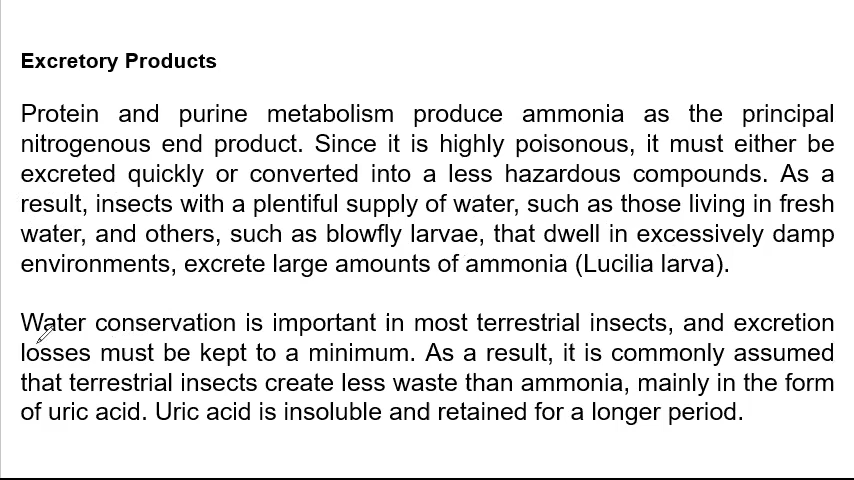 Excretory Products
Protein and purine metabolism produce ammonia as the principal
nitrogenous end product. Since it is highly poisonous, it must either be
excreted quickly or converted into a less hazardous compounds. As a
result, insects with a plentiful supply of water, such as those living in fresh
water, and others, such as blowfly larvae, that dwell in excessively damp
environments, excrete large amounts of ammonia (Lucilia larva).
Water conservation is important in most terrestrial insects, and excretion
losses must be kept to a minimum. As a result, it is commonly assumed
that terrestrial insects create less waste than ammonia, mainly in the form
of uric acid. Uric acid is insoluble and retained for a longer period.